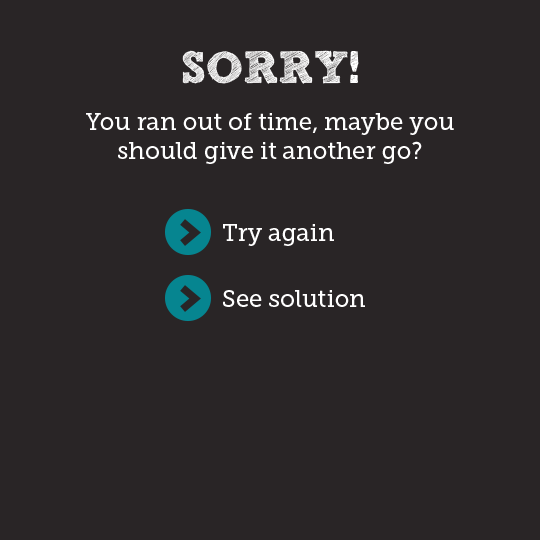 SORRY!
You ran out of time, maybe you
should give it another go?
Try again
See solution